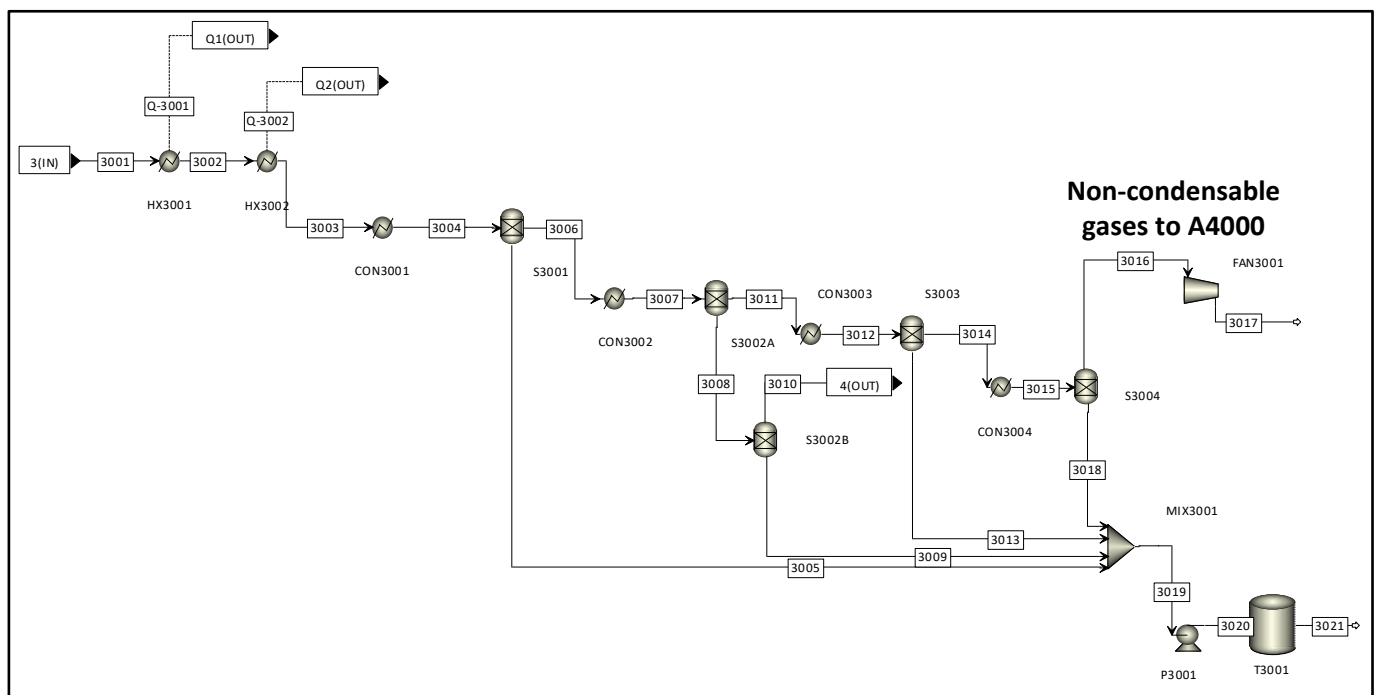 Q1(OUT)
Q2(OUT)
Q-3001
Q-3002
3(IN)
3001
3002
HX3001
HX3002
Non-condensable
gases to A4000
3003
3004
3006
3016
FAN3001
CON3001
S3001
CON3003
S3003
3007
3011
3017
CON3002
S3002A
3012
3014
3008
3010
4(OUT)
3015
S3004
CON3004
S3002B
3018
MIX3001
3013
3009
3005
3019
3020
3021
P3001
T3001